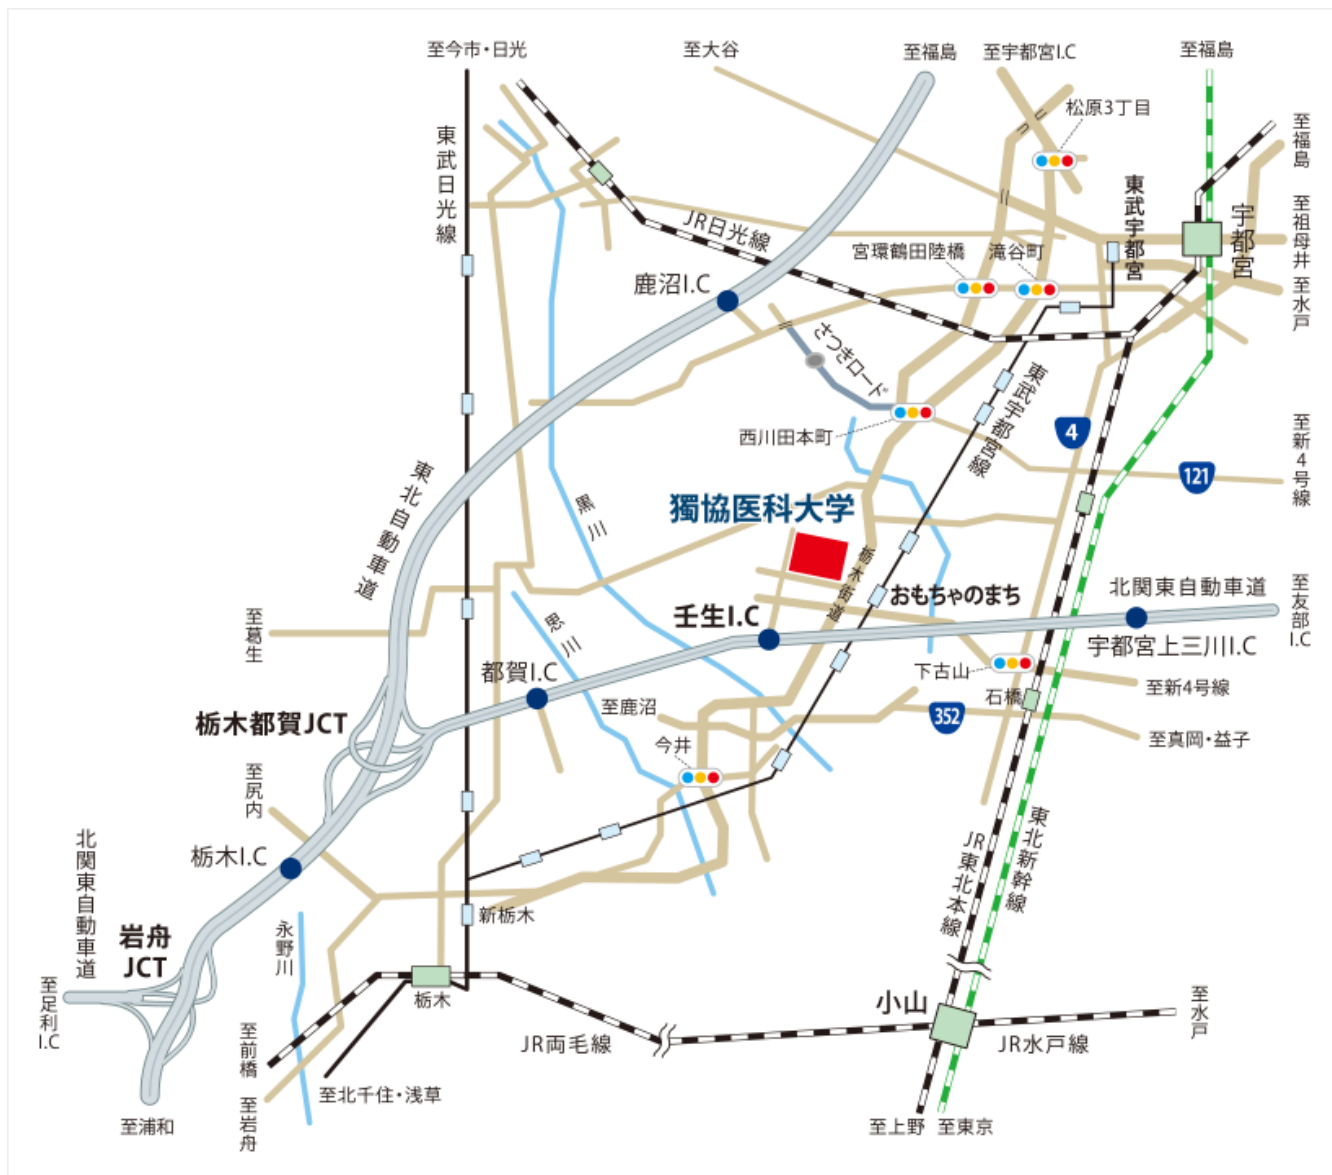 至今市・日光
至大谷
至福島
至宇都宮I.C
至福島
松原3丁目
至福島
東武日光線
東武宇都宮
宇都宮
至祖母井
JR日光線
宮環鶴田陸橋
滝谷町
至水戸
鹿沼I.C
さつきロード
東武宇都宮線
西川田本町
4
至新4号線
121
東北自動車道
黒川
獨協医科大学
栃木街道
おもちゃのまち
北関東自動車道
至友部I.C
至葛生
思川
壬生I.C
宇都宮上三川I.C
都賀I.C
下古山
至新4号線
石橋
至鹿沼
352
栃木都賀JCT
今井
至真岡・益子
至尻内
東北新幹線
JR東北本線
栃木I.C
北関東自動車道
新栃木
永野川
岩舟
JCT
至足利I.C
栃木
小山
至水戸
至前橋
JR両毛線
JR水戸線
至北千住・浅草
至岩舟
至浦和
至上野
至東京